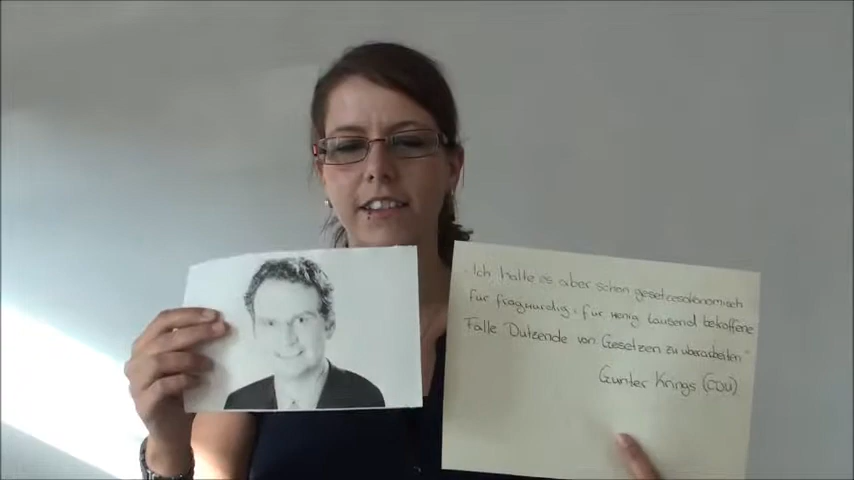 "Ich halte es aber schon gesetzesökonomisch
für fragwürdig, für wenig tausend betroffene
Fälle Dutzende von Gesetzen zu überarbeiten"
Günter Krings (CDU)